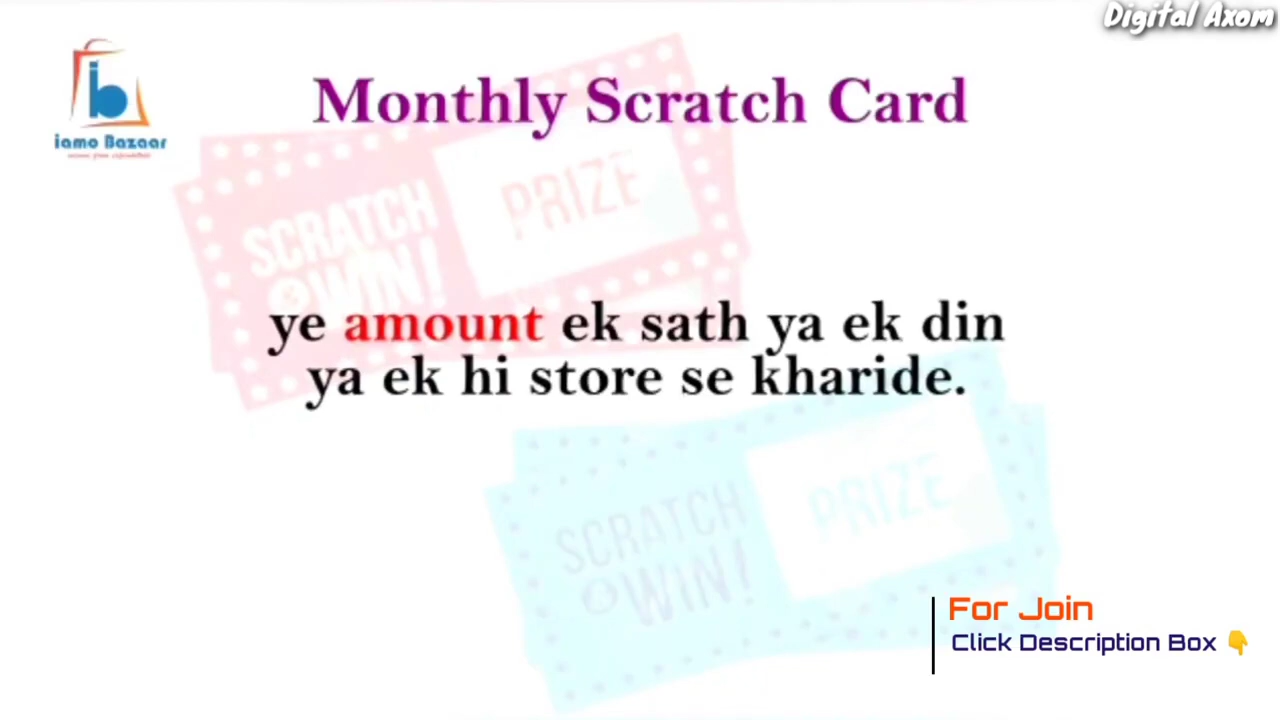 Digital Axom
ib
iamo Bazaar
Monthly Scratch Card
SCRATCH
& WIN!
PRIZE
ye amount ek sath ya ek din
ya ek hi store se kharide.
SCRATCH
& WIN!
PRIZE
For Join
Click Description Box 👇